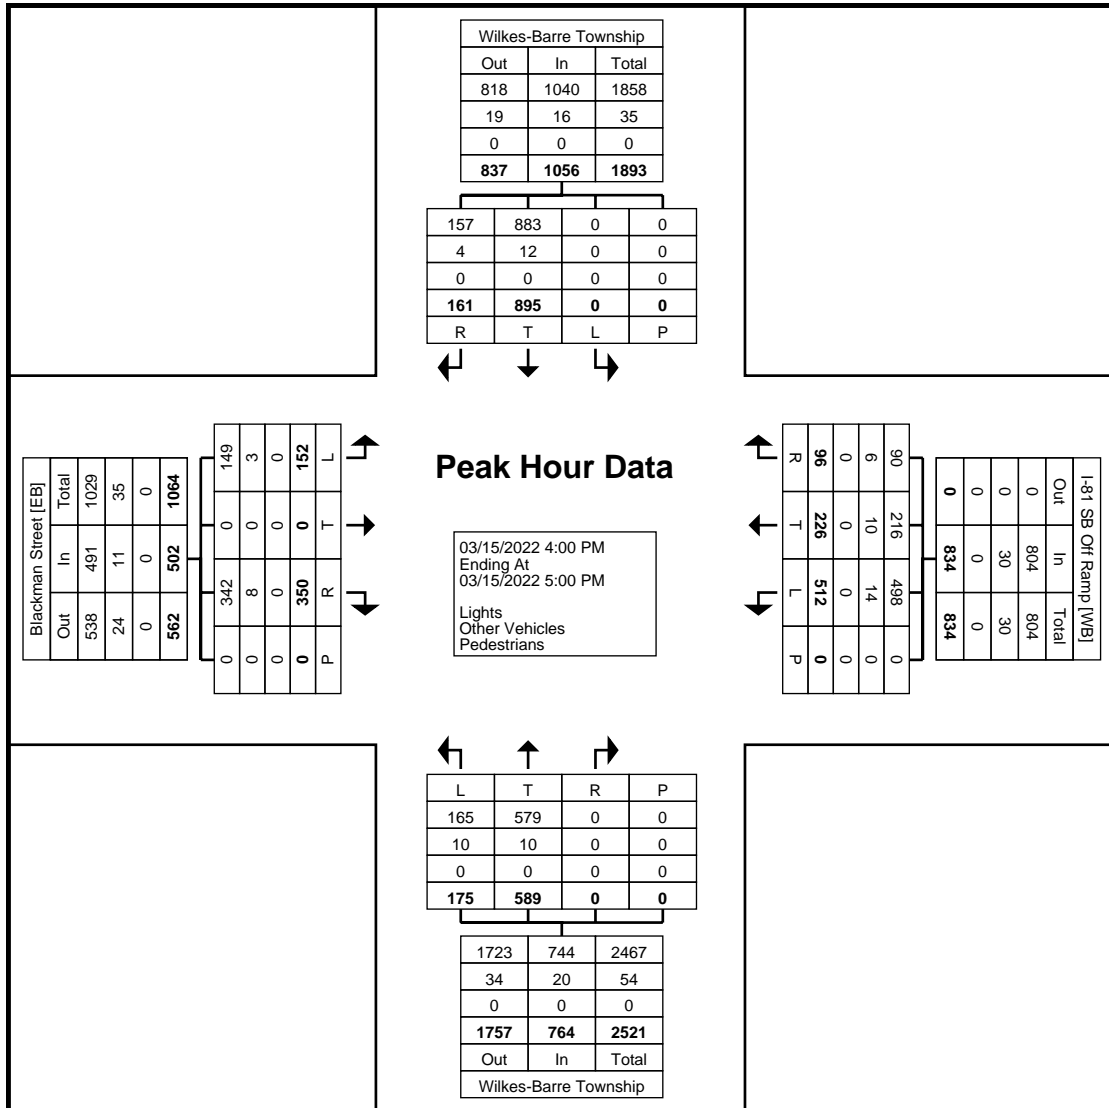 Wilkes-Barre Township
Out In Total
818 1040 1858
19 16 35
0 0 0
837 1056 1893
157 883 0 0
4 12 0 0
0 0 0 0
161 895 0 0
R T L P
Blackman Street [EB]
Total In Out
1029 491 538
35 11 24
0 0 0
1064 502 562
149 0 342 0
3 0 8 0
0 0 0 0
152 0 350 0
L T R P
Peak Hour Data
03/15/2022 4:00 PM
Ending At
03/15/2022 5:00 PM
Lights
Other Vehicles
Pedestrians
R T L P
96 226 512 0
0 0 0 0
6 10 14 0
90 216 498 0
I-81 SB Off Ramp [WB]
Out In Total
0 804 804
0 30 30
0 0 0
0 834 834
L T R P
165 579 0 0
10 10 0 0
0 0 0 0
175 589 0 0
1723 744 2467
34 20 54
0 0 0
1757 764 2521
Out In Total
Wilkes-Barre Township